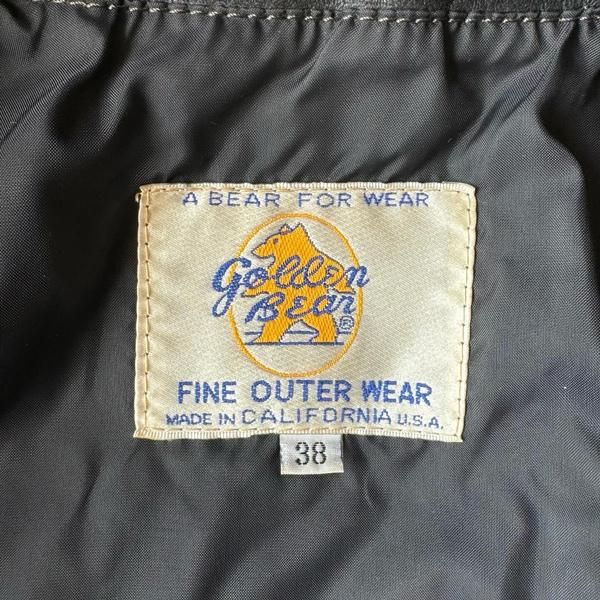 A BEAR FOR WEAR
Golden
BEar
®
FINE OUTER WEAR
MADE IN CALIFORNIA U.S.A.
38